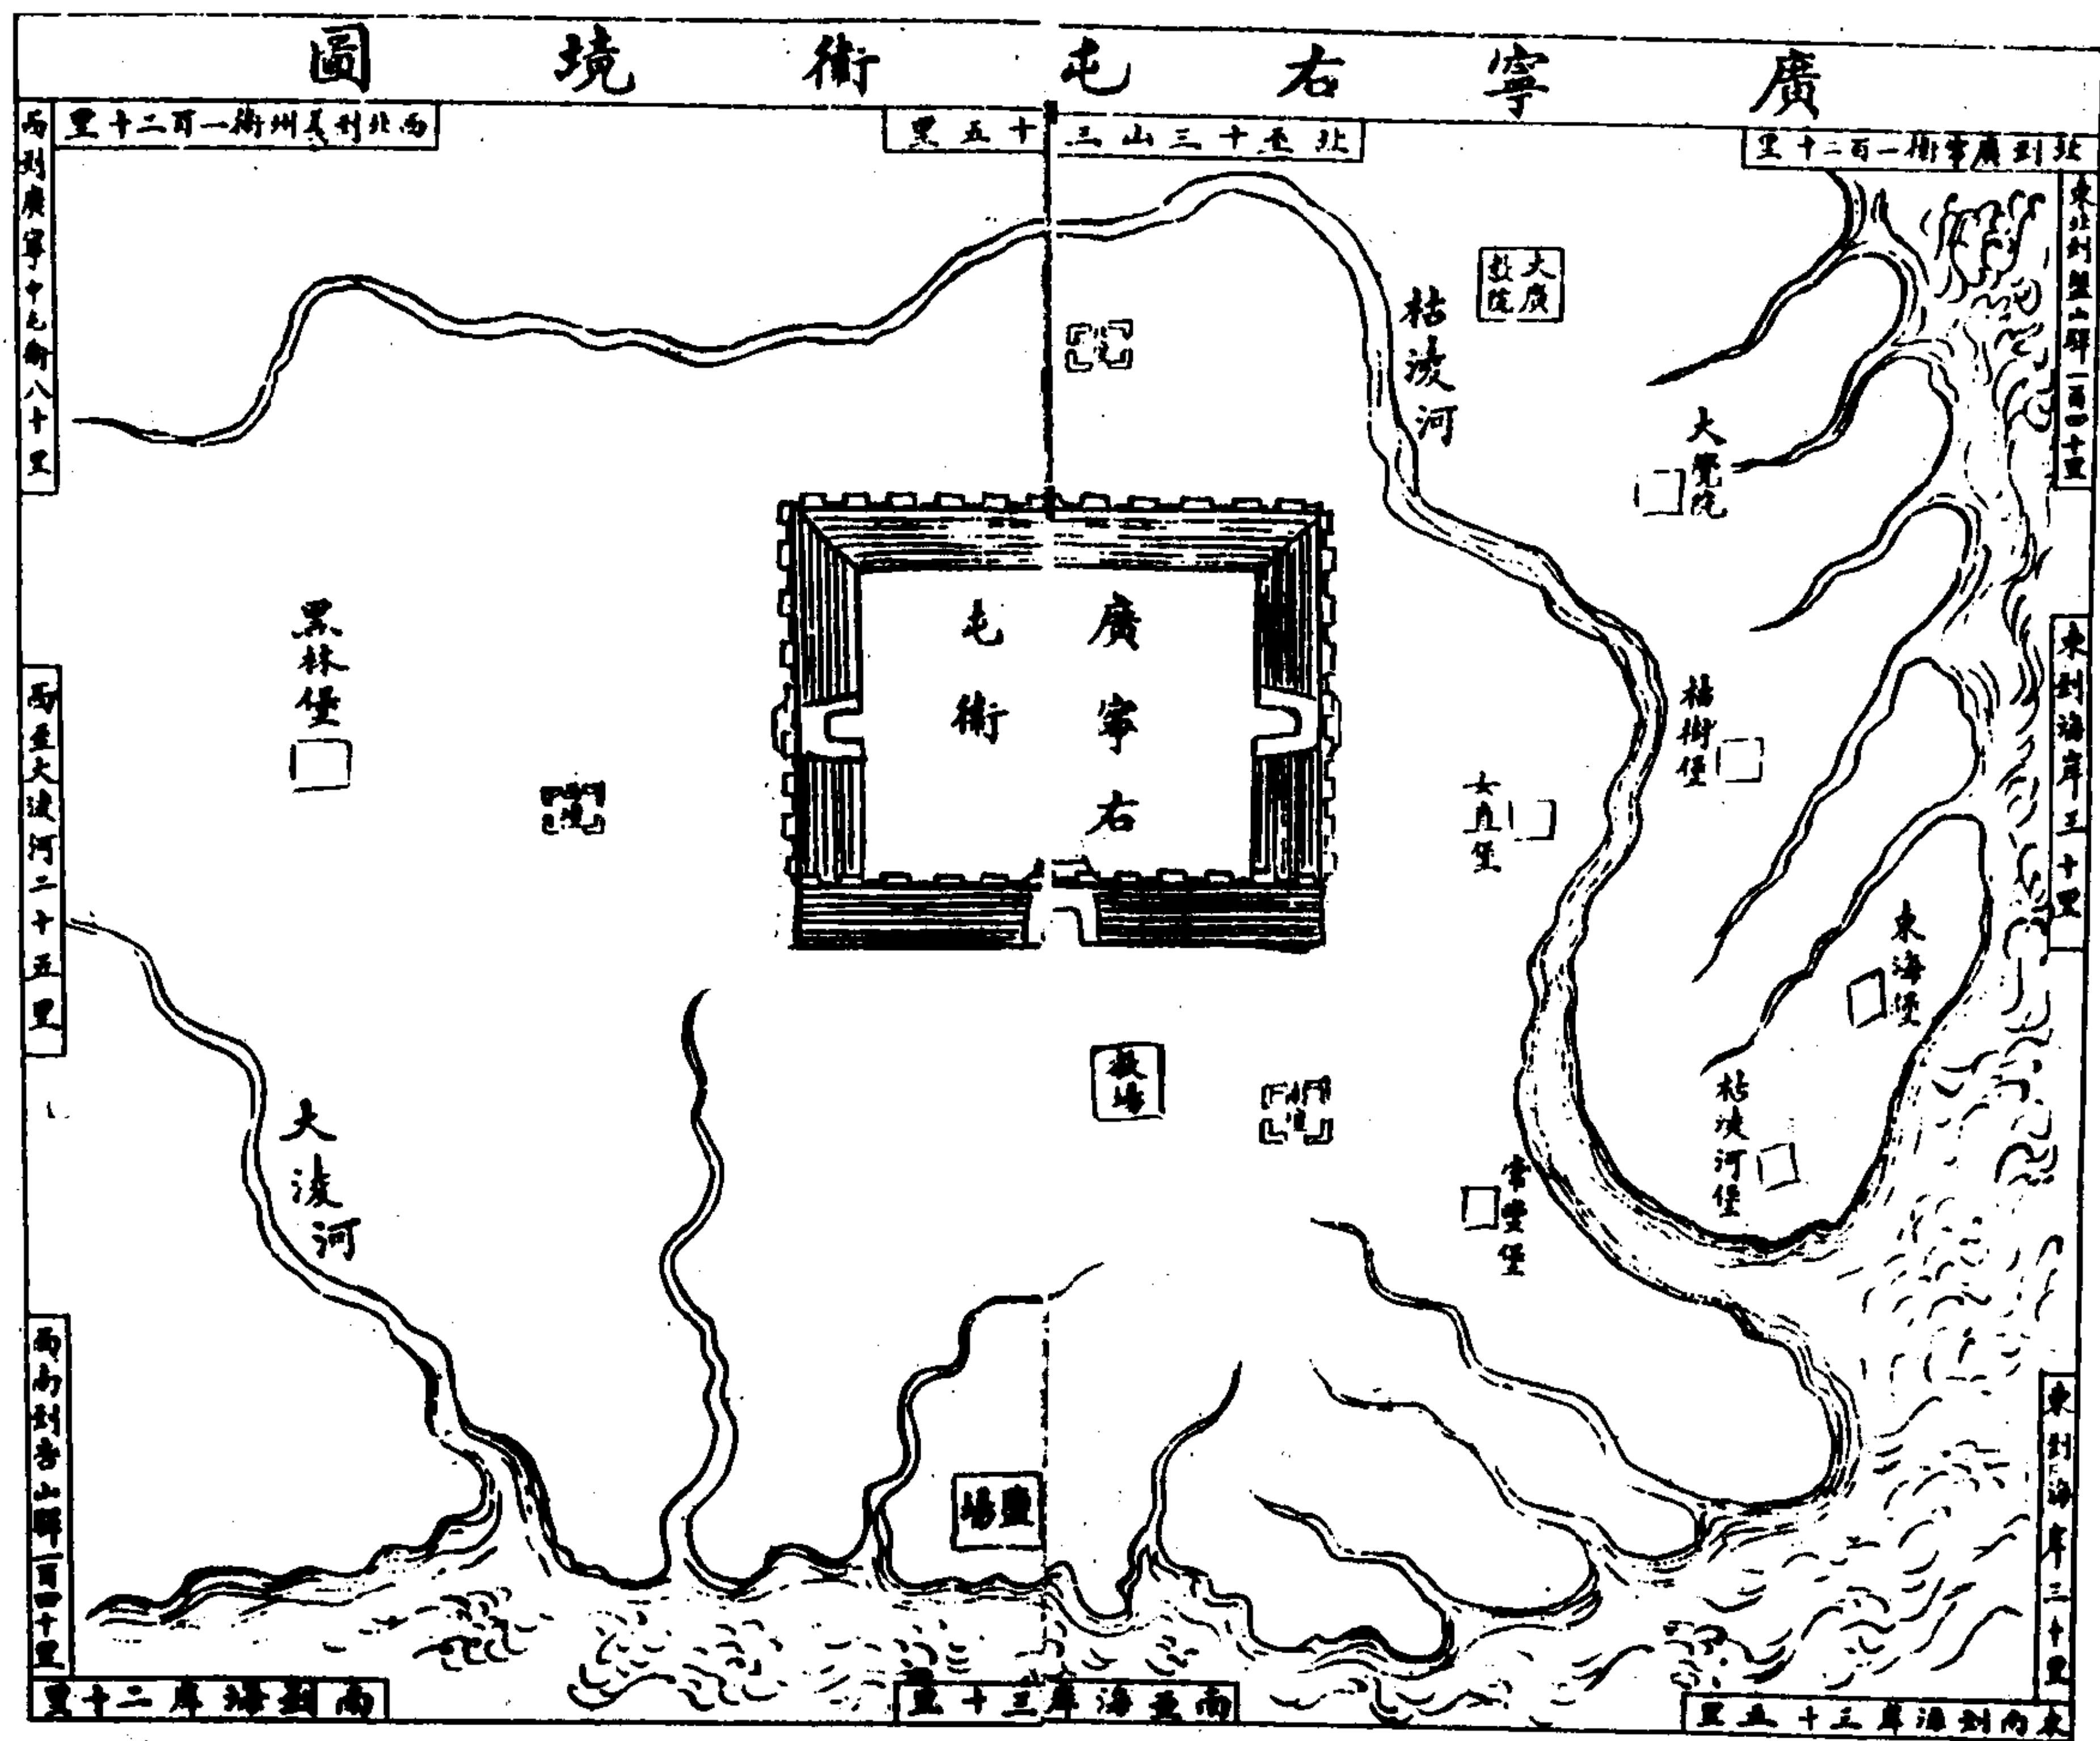 廣寧右屯衛境圖
北到廣寧衛一百二十里
北至十三山三十五里
西北到義州衛一百二十里
東北到盤山驛一百四十里
東到海岸三十里
東到海岸三十里
東南到海岸三十五里
南至海岸三十里
南到海岸二十里
西到廣寧中屯衛八十里
西至大淩河二十五里
西南到杏山驛一百四十里
大廣
教院
枯淩河
大覺院
枯樹堡
女直堡
東海堡
枯淩河堡
常豐堡
廣寧右
屯衛
黑林堡
壇
教場
壇
大淩河
鹽場